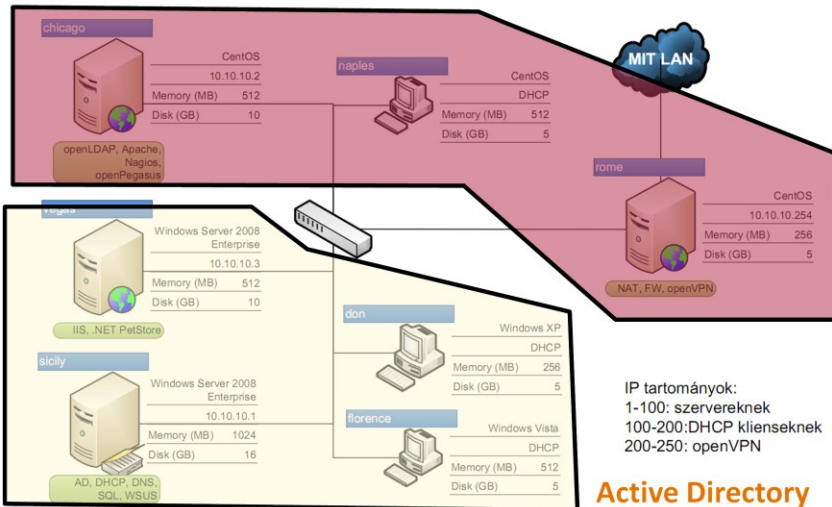 chicago
CentOS
10.10.10.2
Memory (MB) 512
Disk (GB) 10
openLDAP, Apache,
Nagios,
openPegasus
naples
CentOS
DHCP
Memory (MB) 512
Disk (GB) 5
MIT LAN
rome
CentOS
10.10.10.254
Memory (MB) 256
Disk (GB) 5
NAT, FW, openVPN
vegas
Windows Server 2008
Enterprise
10.10.10.3
Memory (MB) 512
Disk (GB) 10
IIS, .NET PetStore
don
Windows XP
DHCP
Memory (MB) 256
Disk (GB) 5
sicily
Windows Server 2008
Enterprise
10.10.10.1
Memory (MB) 1024
Disk (GB) 16
AD, DHCP, DNS,
SQL, WSUS
florence
Windows Vista
DHCP
Memory (MB) 512
Disk (GB) 5
IP tartományok:
1-100: szervereknek
100-200:DHCP klienseknek
200-250: openVPN
Active Directory